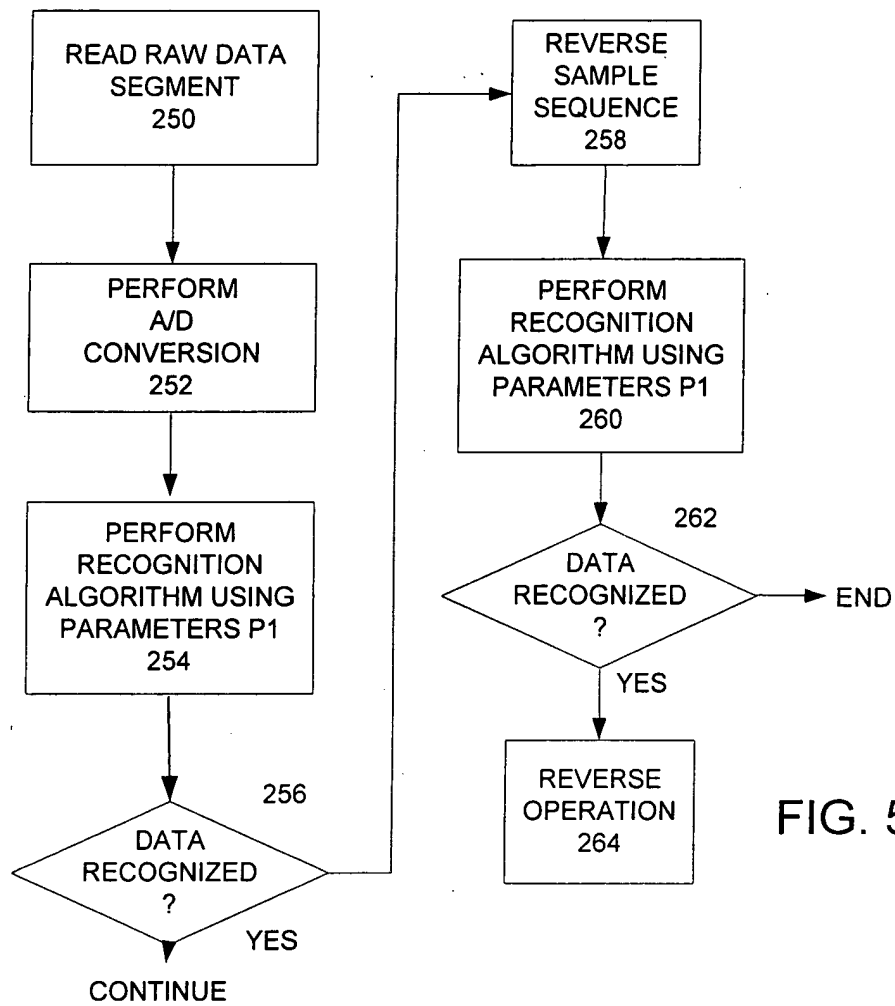 READ RAW DATA
SEGMENT
250
PERFORM
A/D
CONVERSION
252
PERFORM
RECOGNITION
ALGORITHM USING
PARAMETERS P1
254
256
DATA
RECOGNIZED
?
YES
CONTINUE
REVERSE
SAMPLE
SEQUENCE
258
PERFORM
RECOGNITION
ALGORITHM USING
PARAMETERS P1
260
262
DATA
RECOGNIZED
?
END
YES
REVERSE
OPERATION
264
FIG. 5